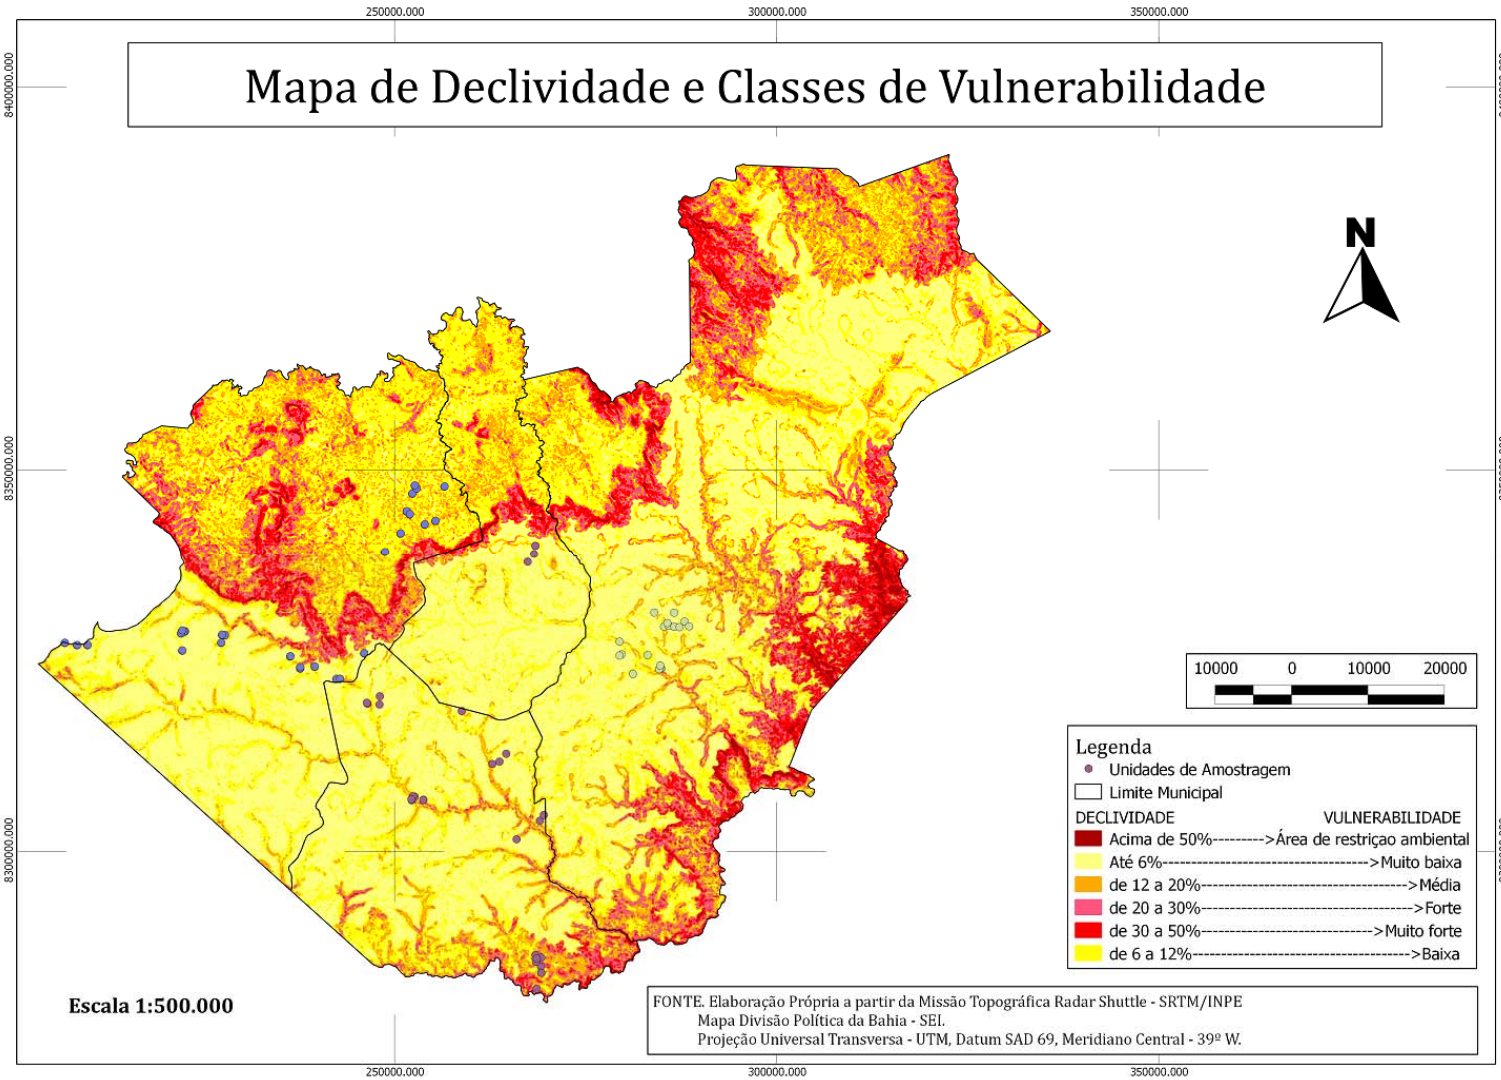 250000.000 300000.000 350000.000
8400000.000
Mapa de Declividade e Classes de Vulnerabilidade
N
8350000.000
10000 0 10000 20000
Legenda
Unidades de Amostragem
Limite Municipal
DECLIVIDADE VULNERABILIDADE
Acima de 50%--------->Área de restriçao ambiental
Até 6%----------------------------------->Muito baixa
de 12 a 20%----------------------------------->Média
de 20 a 30%------------------------------------>Forte
de 30 a 50%----------------------------->Muito forte
de 6 a 12%------------------------------------->Baixa
8300000.000
Escala 1:500.000
FONTE. Elaboração Própria a partir da Missão Topográfica Radar Shuttle - SRTM/INPE
Mapa Divisão Política da Bahia - SEI.
Projeção Universal Transversa - UTM, Datum SAD 69, Meridiano Central - 39º W.
250000.000 300000.000 350000.000